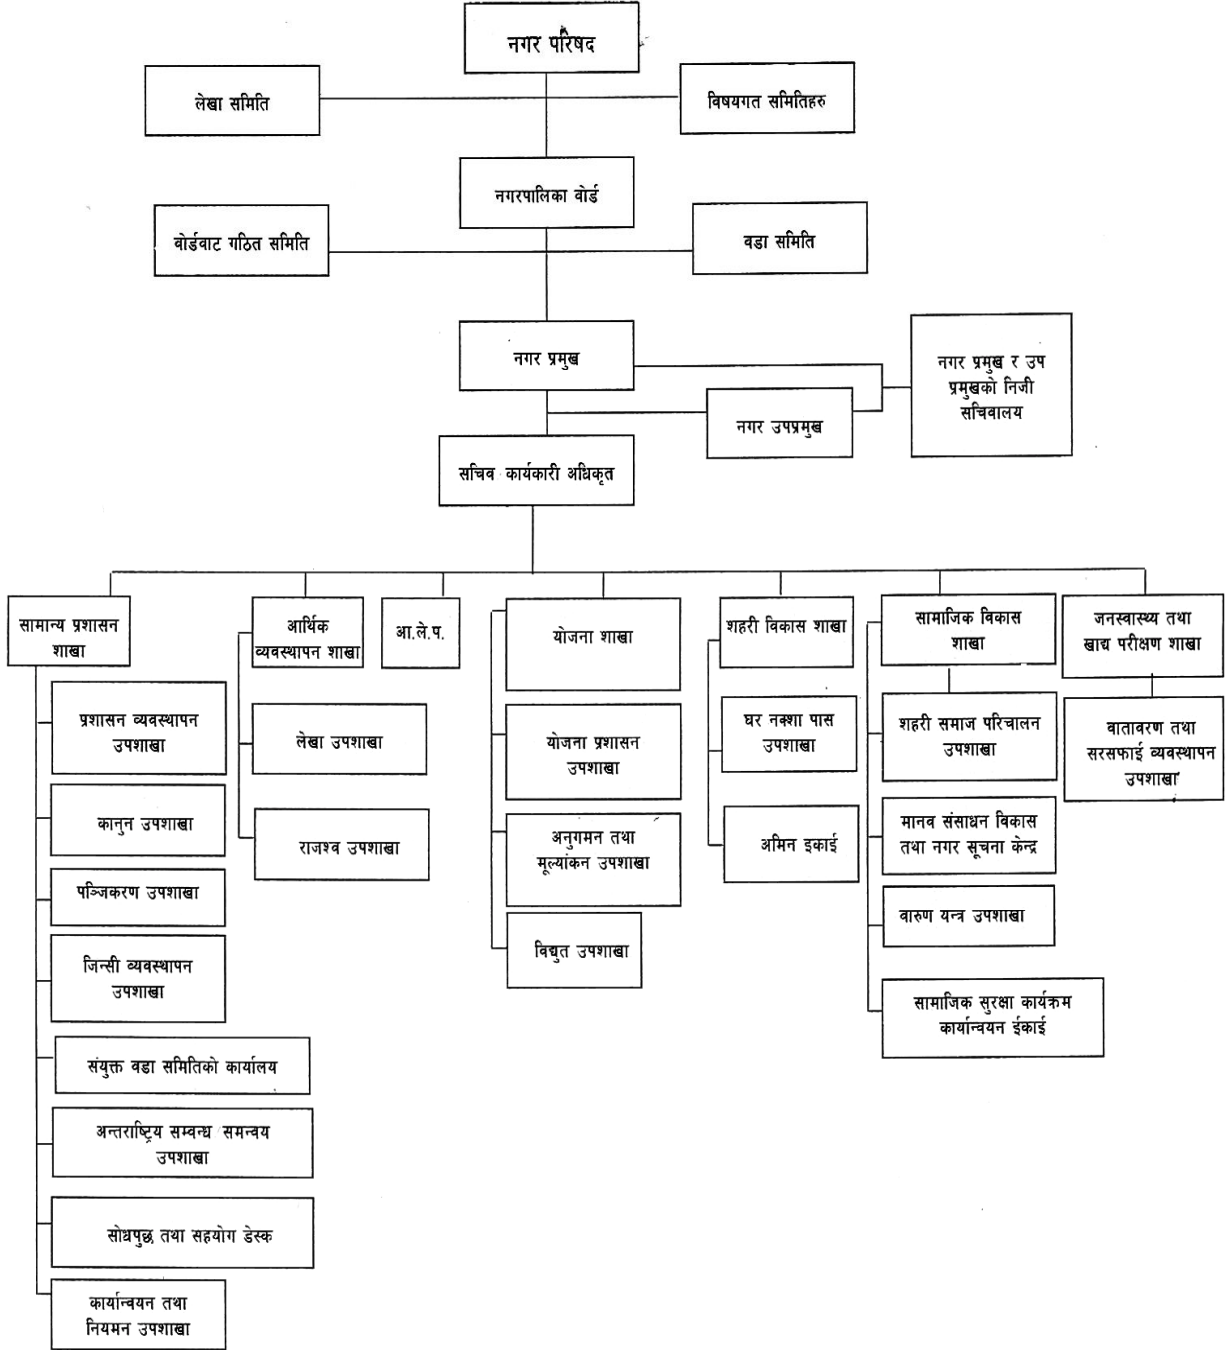 नगर परिषद
लेखा समिति
विषयगत समितिहरु
नगरपालिका वोर्ड
वोर्डवाट गठित समिति
वडा समिति
नगर प्रमुख
नगर प्रमुख र उप
प्रमुखको निजी
सचिवालय
नगर उपप्रमुख
सचिव कार्यकारी अधिकृत
सामान्य प्रशासन
शाखा
प्रशासन व्यवस्थापन
उपशाखा
कानुन उपशाखा
पञ्जिकरण उपशाखा
जिन्सी व्यवस्थापन
उपशाखा
संयुक्त वडा समितिको कार्यालय
अन्तराष्ट्रिय सम्वन्ध समन्वय
उपशाखा
सोधपुछ तथा सहयोग डेस्क
कार्यान्वयन तथा
नियमन उपशाखा
आर्थिक
व्यवस्थापन शाखा
लेखा उपशाखा
राजश्व उपशाखा
आ.ले.प.
योजना शाखा
योजना प्रशासन
उपशाखा
अनुगमन तथा
मूल्यांकन उपशाखा
विद्युत उपशाखा
शहरी विकास शाखा
घर नक्शा पास
उपशाखा
अमिन इकाई
सामाजिक विकास
शाखा
शहरी समाज परिचालन
उपशाखा
मानव संसाधन विकास
तथा नगर सूचना केन्द्र
वारुण यन्त्र उपशाखा
सामाजिक सुरक्षा कार्यक्रम
कार्यान्वयन ईकाई
जनस्वास्थ्य तथा
खाद्य परीक्षण शाखा
वातावरण तथा
सरसफाई व्यवस्थापन
उपशाखा